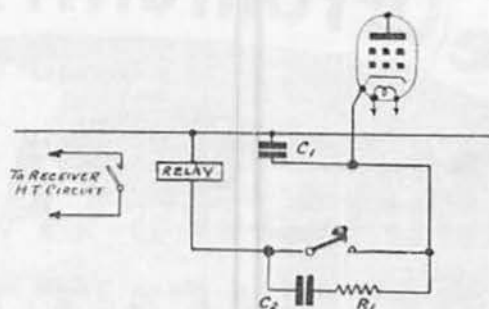 C₁
RELAY
To RECEIVER
H.T. CIRCUIT
C₂
R₁